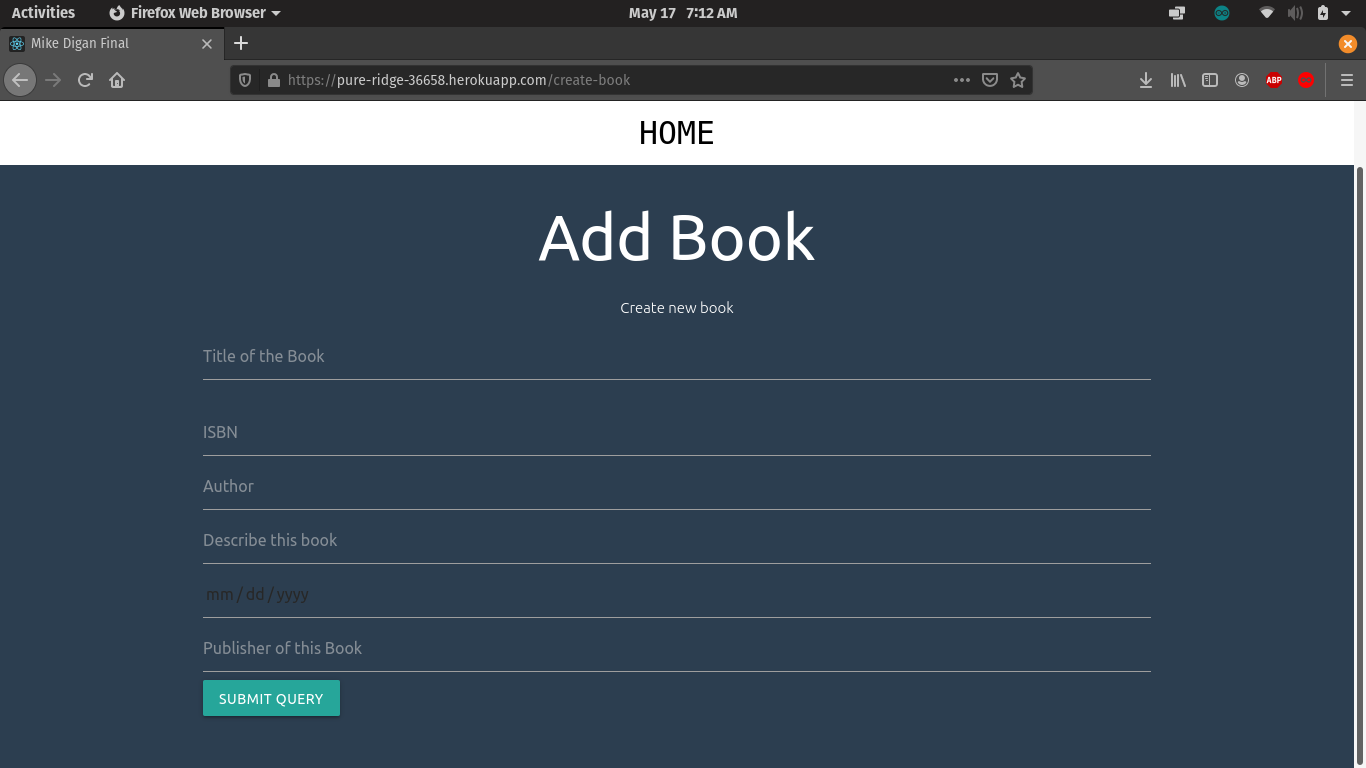 Activities Firefox Web Browser May 17 7:12 AM
Mike Digan Final
https://pure-ridge-36658.herokuapp.com/create-book ABP
HOME
Add Book
Create new book
Title of the Book
ISBN
Author
Describe this book
mm / dd / yyyy
Publisher of this Book
SUBMIT QUERY